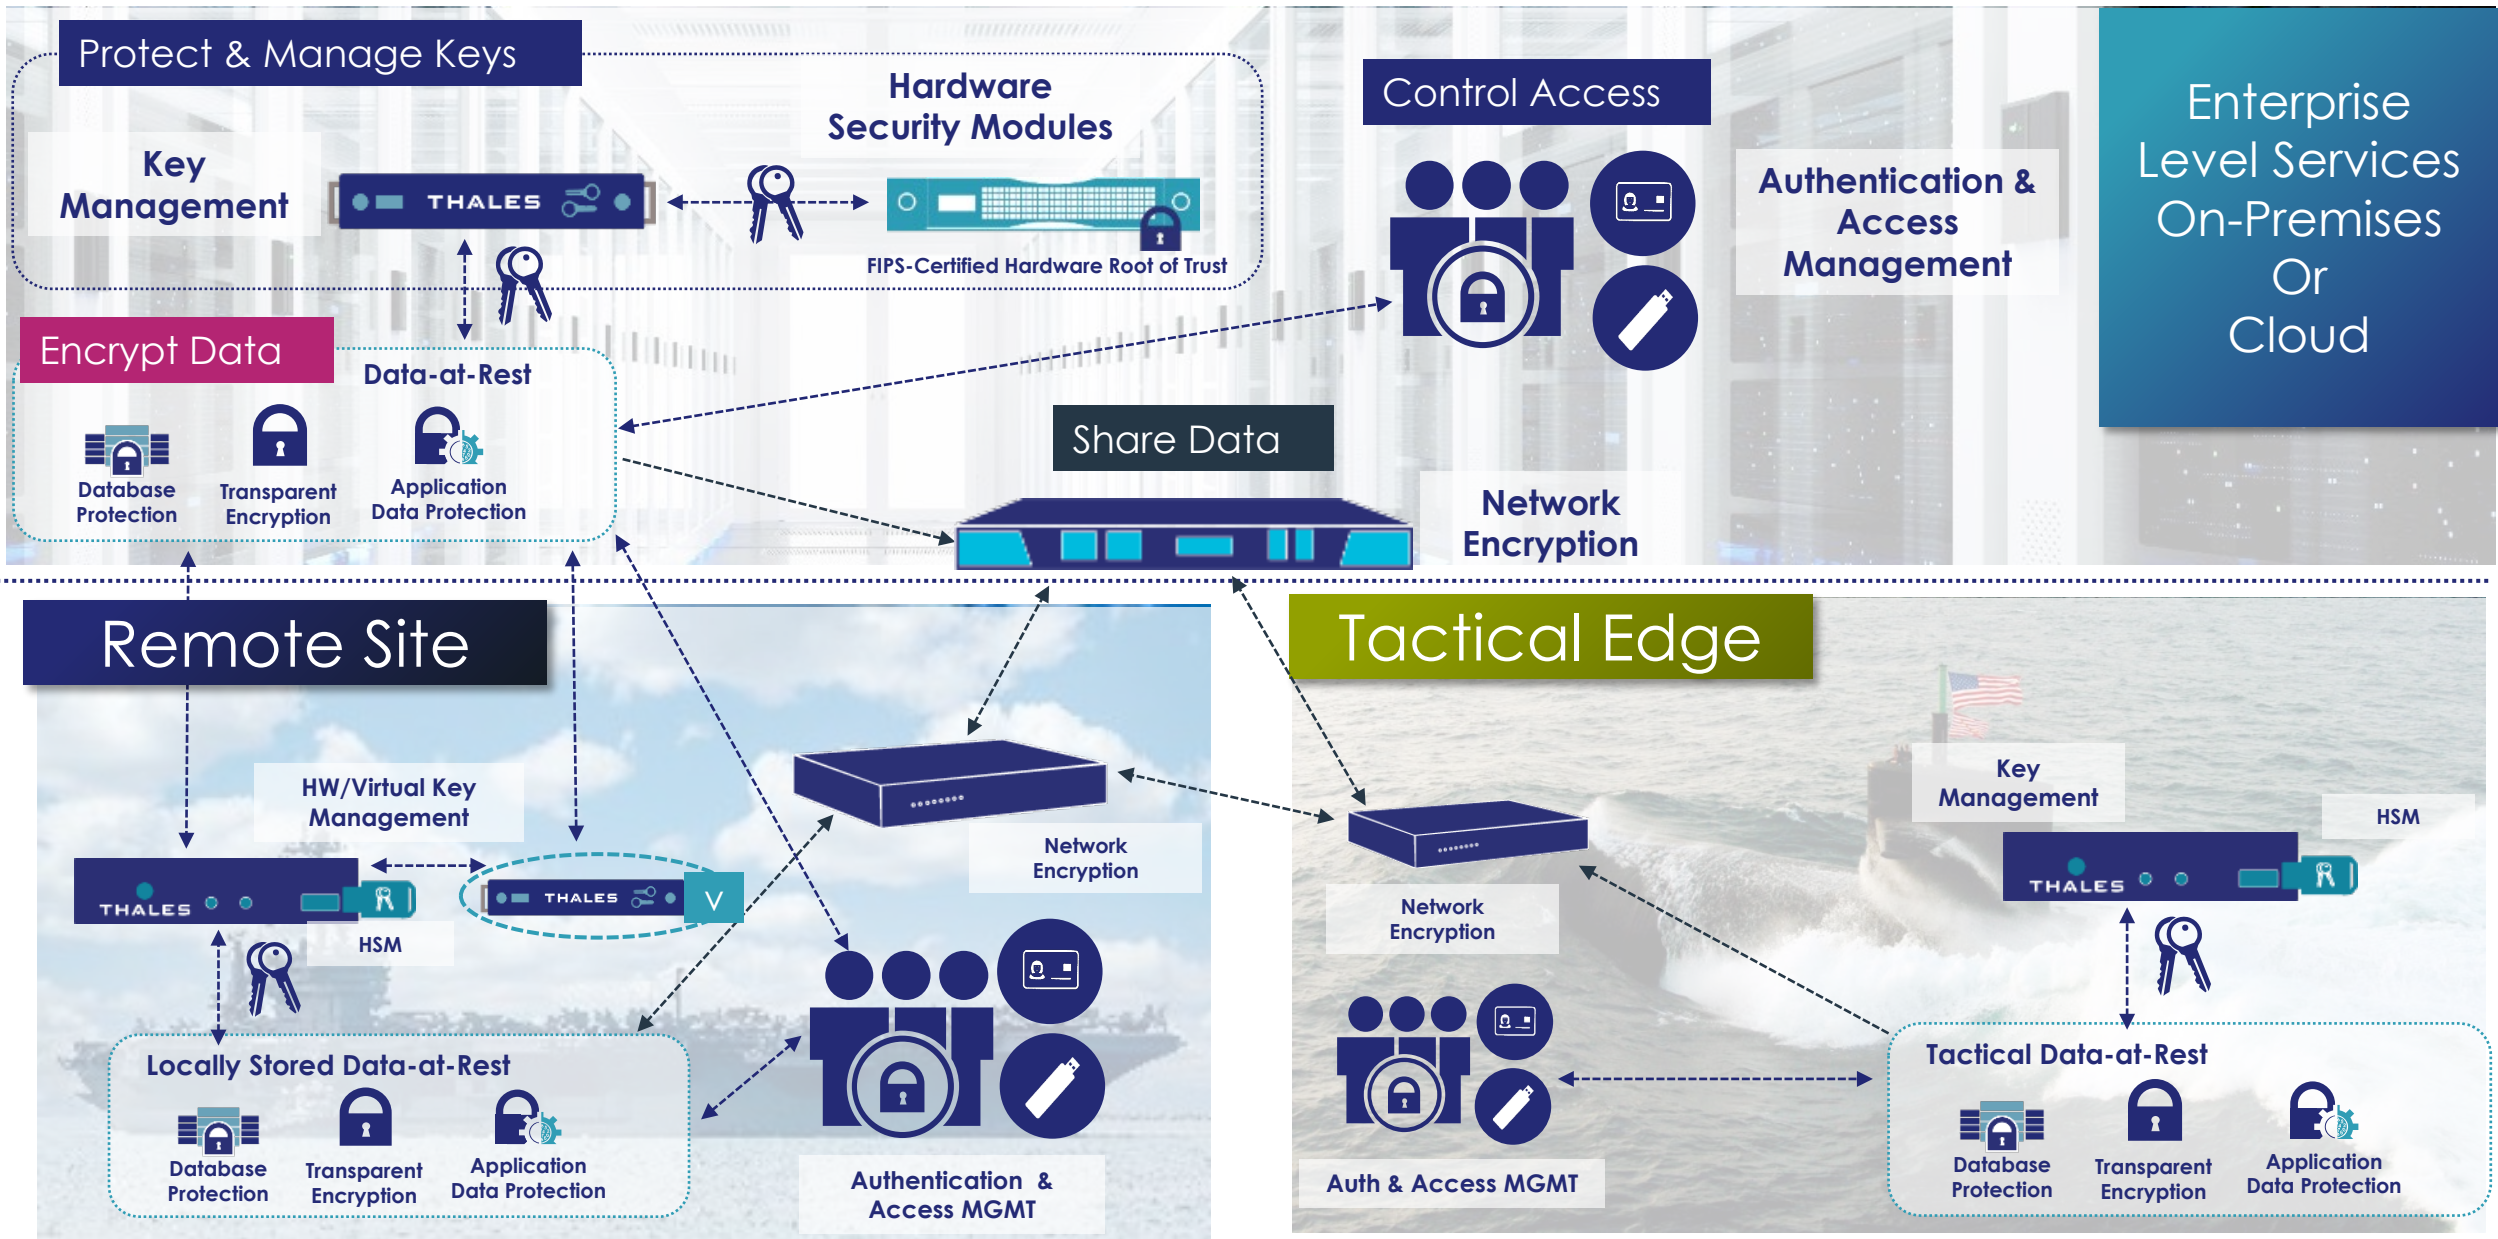 Protect & Manage Keys
Hardware
Security Modules
Key
Management
THALES
FIPS-Certified Hardware Root of Trust
Control Access
Authentication &
Access
Management
Enterprise
Level Services
On-Premises
Or
Cloud
Encrypt Data
Data-at-Rest
Database
Protection
Transparent
Encryption
Application
Data Protection
Share Data
Network
Encryption
Remote Site
HW/Virtual Key
Management
THALES
HSM
THALES
V
Network
Encryption
Locally Stored Data-at-Rest
Database
Protection
Transparent
Encryption
Application
Data Protection
Authentication &
Access MGMT
Tactical Edge
Key
Management
HSM
THALES
Network
Encryption
Auth & Access MGMT
Tactical Data-at-Rest
Database
Protection
Transparent
Encryption
Application
Data Protection